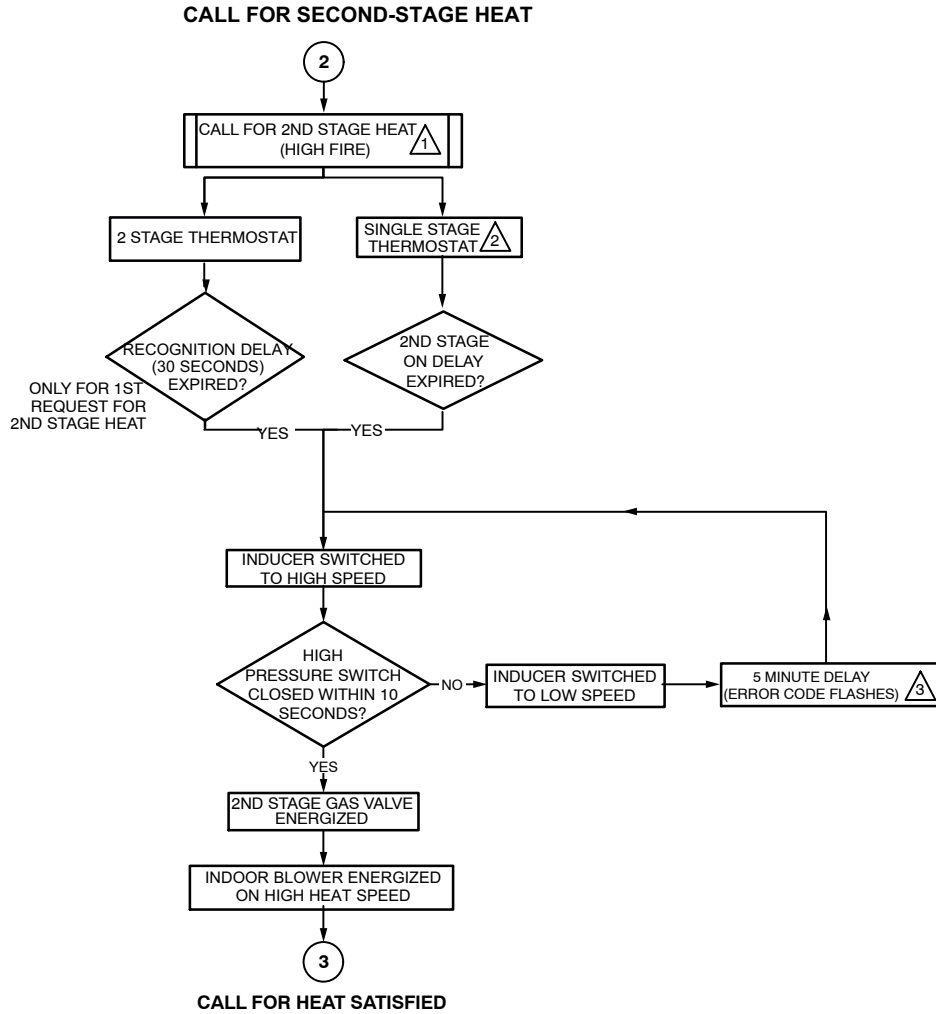 CALL FOR SECOND-STAGE HEAT
2
CALL FOR 2ND STAGE HEAT
(HIGH FIRE)
1
2 STAGE THERMOSTAT
SINGLE STAGE
THERMOSTAT
2
RECOGNITION DELAY
(30 SECONDS)
EXPIRED?
2ND STAGE
ON DELAY
EXPIRED?
ONLY FOR 1ST
REQUEST FOR
2ND STAGE HEAT
YES
YES
INDUCER SWITCHED
TO HIGH SPEED
HIGH
PRESSURE SWITCH
CLOSED WITHIN 10
SECONDS?
NO
INDUCER SWITCHED
TO LOW SPEED
5 MINUTE DELAY
(ERROR CODE FLASHES)
3
YES
2ND STAGE GAS VALVE
ENERGIZED
INDOOR BLOWER ENERGIZED
ON HIGH HEAT SPEED
3
CALL FOR HEAT SATISFIED